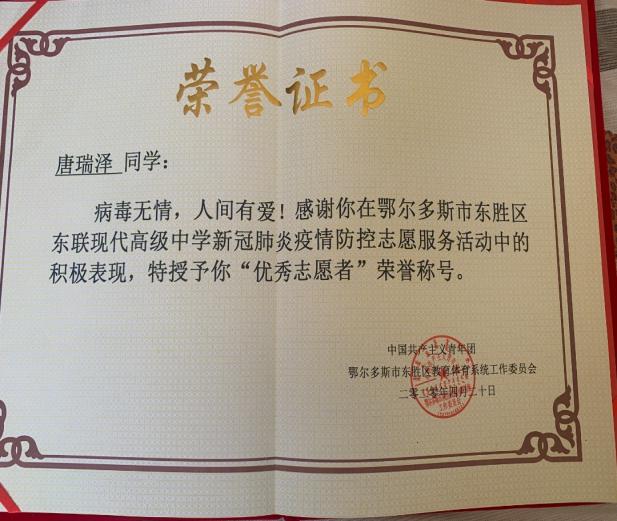 荣誉证书
唐瑞泽 同学：
病毒无情，人间有爱！感谢你在鄂尔多斯市东胜区
东联现代高级中学新冠肺炎疫情防控志愿服务活动中的
积极表现，特授予你“优秀志愿者”荣誉称号。
中国共产主义青年团
鄂尔多斯市东胜区教育体育系统工作委员会
二零二零年四月二十日